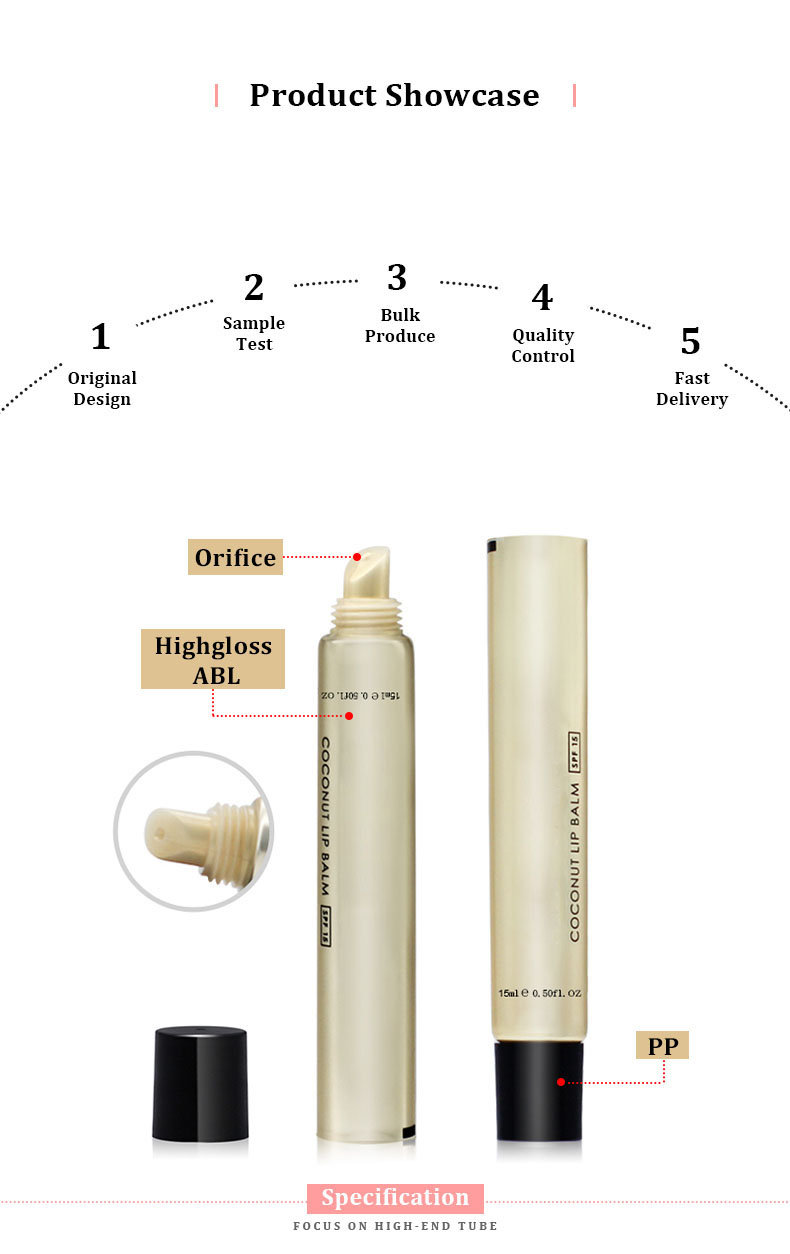 Product Showcase
1
Original
Design
2
Sample
Test
3
Bulk
Produce
4
Quality
Control
5
Fast
Delivery
Orifice
Highgloss
ABL
15ml e 0.50fl. OZ
COCONUT LIP BALM SPF 15
COCONUT LIP BALM SPF 15
15ml e 0.50fl. OZ
PP
Specification
FOCUS ON HIGH-END TUBE